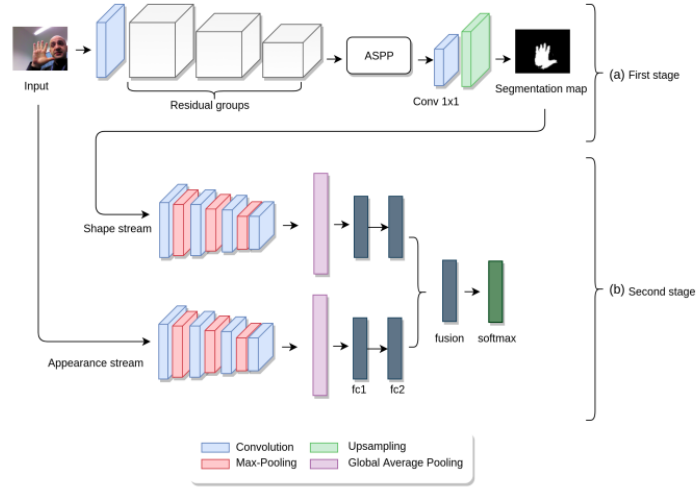 Input
Residual groups
ASPP
Conv 1x1
Segmentation map
(a) First stage
Shape stream
Appearance stream
fc1
fc2
fusion
softmax
(b) Second stage
Convolution
Upsampling
Max-Pooling
Global Average Pooling